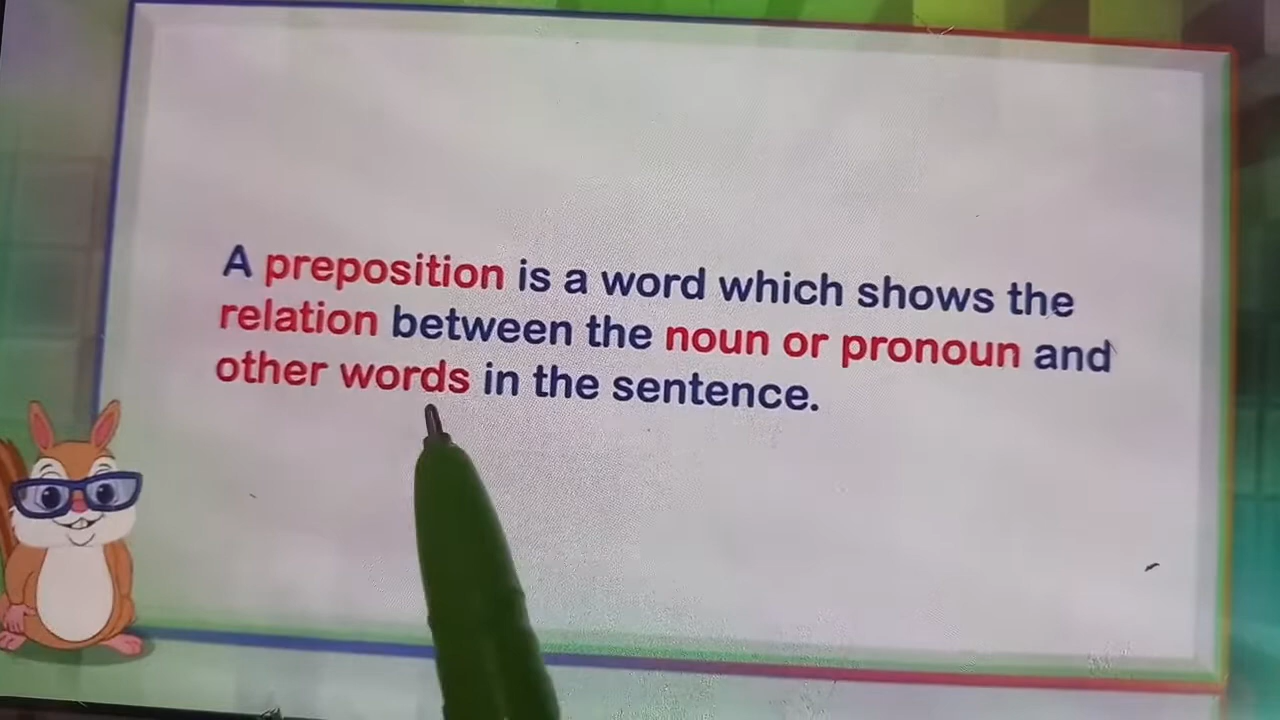 A preposition is a word which shows the
relation between the noun or pronoun and
other words in the sentence.